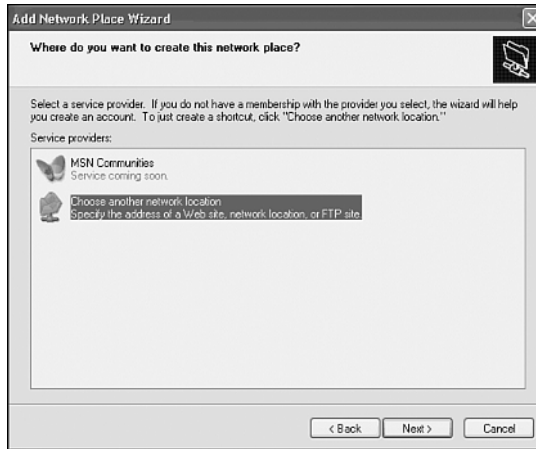 Add Network Place Wizard
Where do you want to create this network place?
Select a service provider. If you do not have a membership with the provider you select, the wizard will help
you create an account. To just create a shortcut, click "Choose another network location."
Service providers:
MSN Communities
Service coming soon.
Choose another network location
Specify the address of a Web site, network location, or FTP site.
< Back
Next >
Cancel